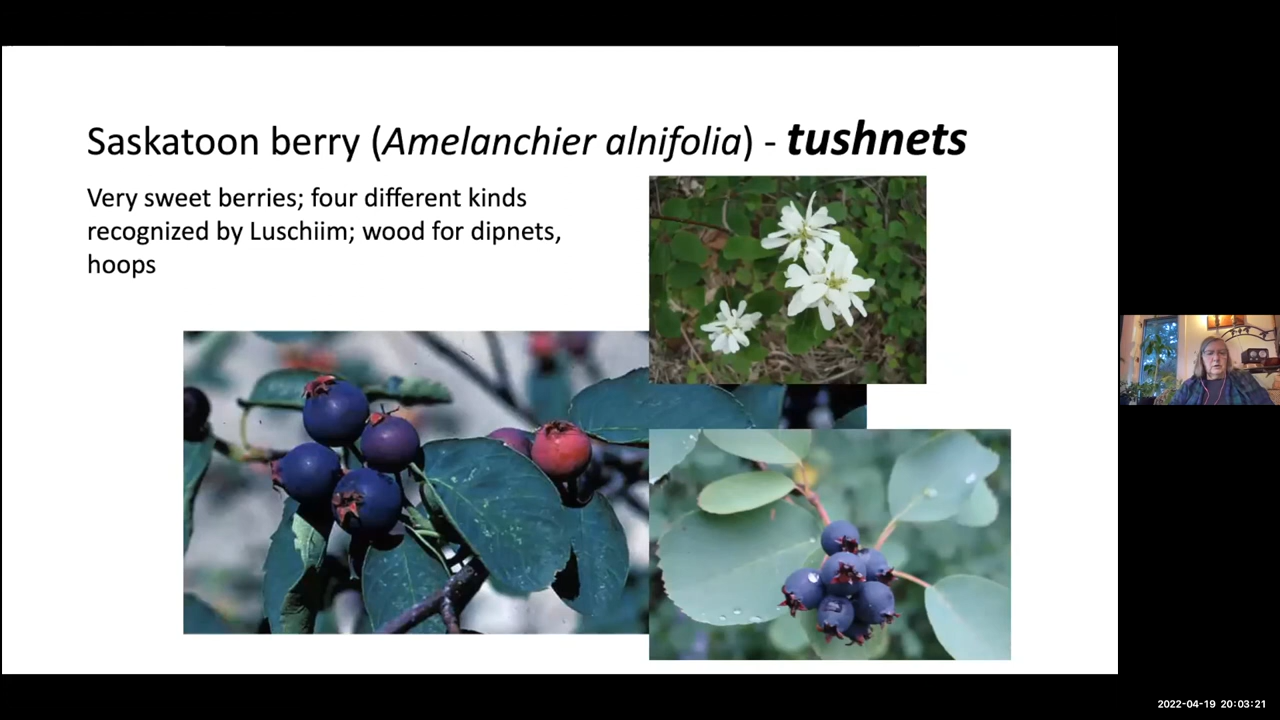 Saskatoon berry (Amelanchier alnifolia) - tushnets
Very sweet berries; four different kinds
recognized by Luschiim; wood for dipnets,
hoops
2022-04-19 20:03:21